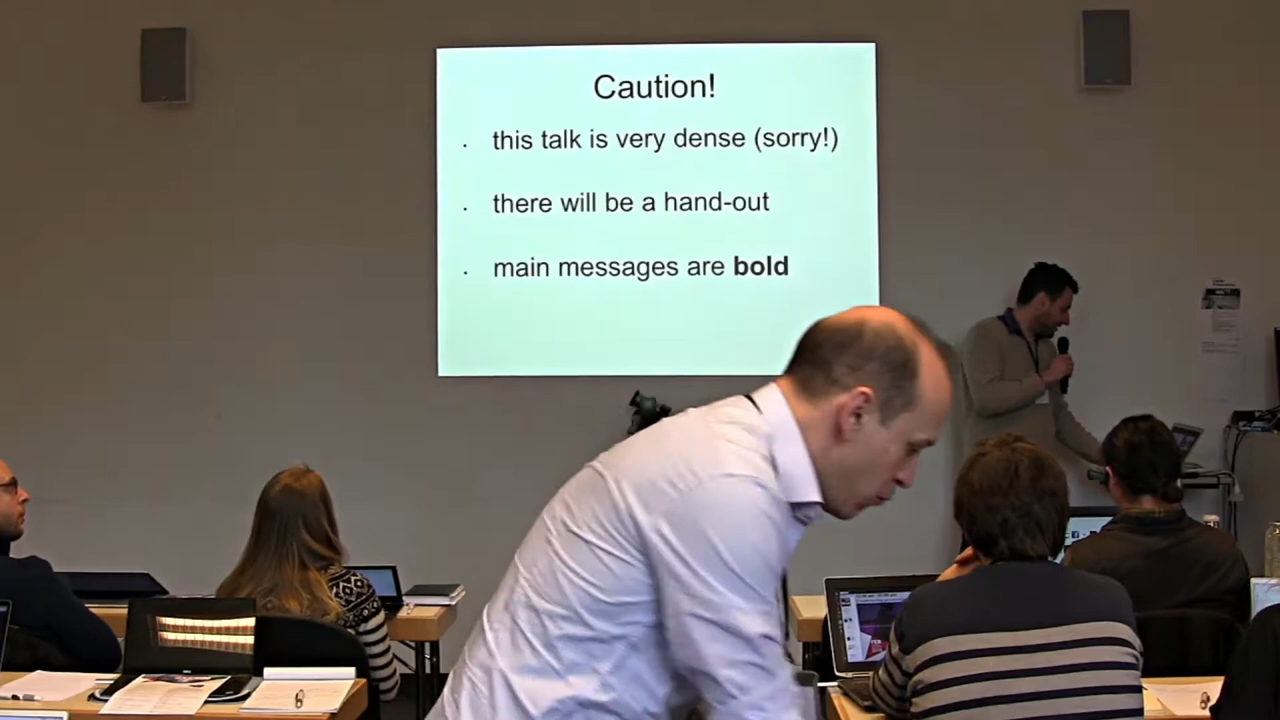 Caution!
this talk is very dense (sorry!)
there will be a hand-out
main messages are bold